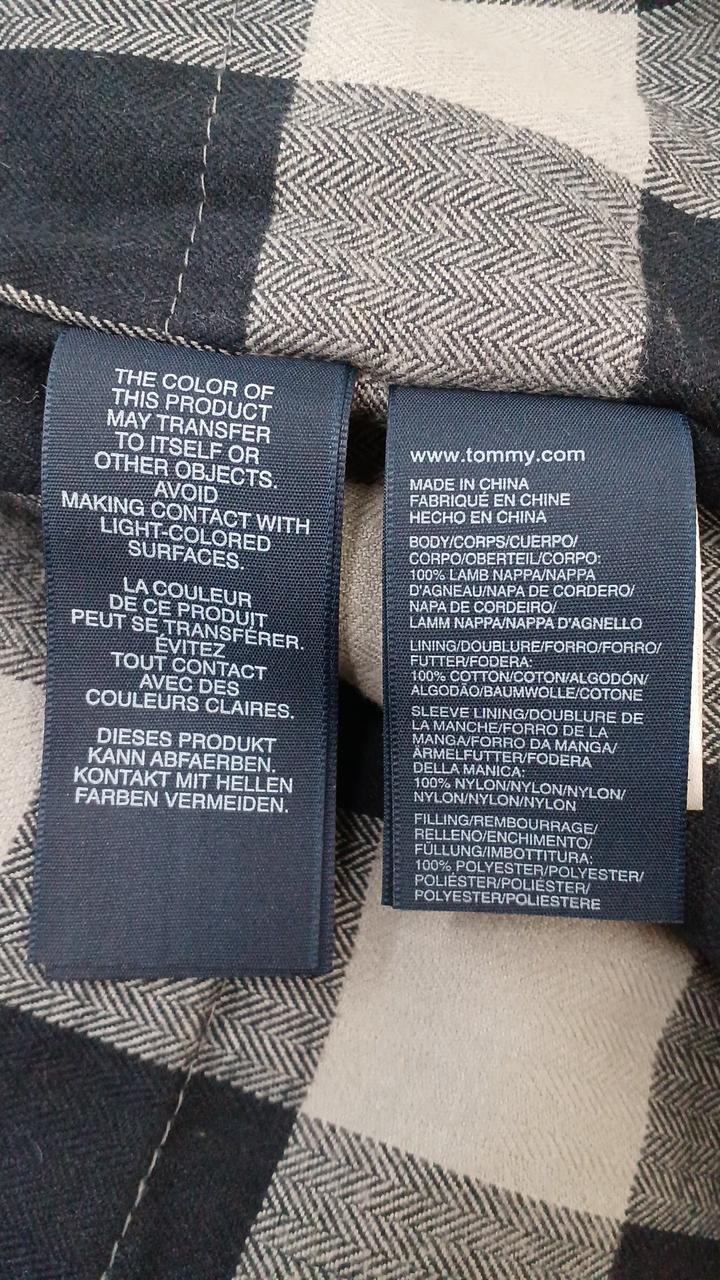 THE COLOR OF
THIS PRODUCT
MAY TRANSFER
TO ITSELF OR
OTHER OBJECTS.
AVOID
MAKING CONTACT WITH
LIGHT-COLORED
SURFACES.
LA COULEUR
DE CE PRODUIT
PEUT SE TRANSFÉRER.
ÉVITEZ
TOUT CONTACT
AVEC DES
COULEURS CLAIRES.
DIESES PRODUKT
KANN ABFAERBEN.
KONTAKT MIT HELLEN
FARBEN VERMEIDEN.
www.tommy.com
MADE IN CHINA
FABRIQUÉ EN CHINE
HECHO EN CHINA
BODY/CORPS/CUERPO/
CORPO/OBERTEIL/CORPO:
100% LAMB NAPPA/NAPPA
D'AGNEAU/NAPA DE CORDERO/
NAPA DE CORDEIRO/
LAMM NAPPA/NAPPA D'AGNELLO
LINING/DOUBLURE/FORRO/FORRO/
FUTTER/FODERA:
100% COTTON/COTON/ALGODÓN/
ALGODÃO/BAUMWOLLE/COTONE
SLEEVE LINING/DOUBLURE DE
LA MANCHE/FORRO DE LA
MANGA/FORRO DA MANGA/
ÄRMELFUTTER/FODERA
DELLA MANICA:
100% NYLON/NYLON/NYLON/
NYLON/NYLON/NYLON
FILLING/REMBOURRAGE/
RELLENO/ENCHIMENTO/
FÜLLUNG/IMBOTTITURA:
100% POLYESTER/POLYESTER/
POLIÉSTER/POLIÉSTER/
POLYESTER/POLIESTERE